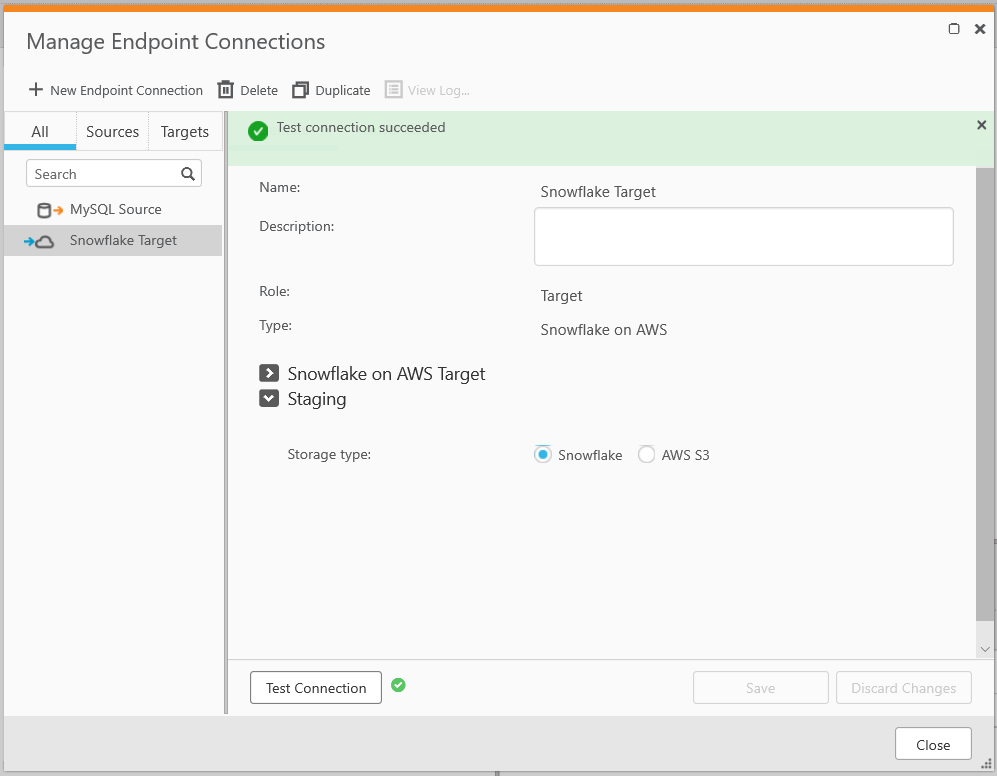 Manage Endpoint Connections
New Endpoint Connection Delete Duplicate View Log...
All Sources Targets
Search
MySQL Source
Snowflake Target
Test connection succeeded
Name: Snowflake Target
Description:
Role: Target
Type: Snowflake on AWS
Snowflake on AWS Target
Staging
Storage type: Snowflake AWS S3
Test Connection Save Discard Changes
Close